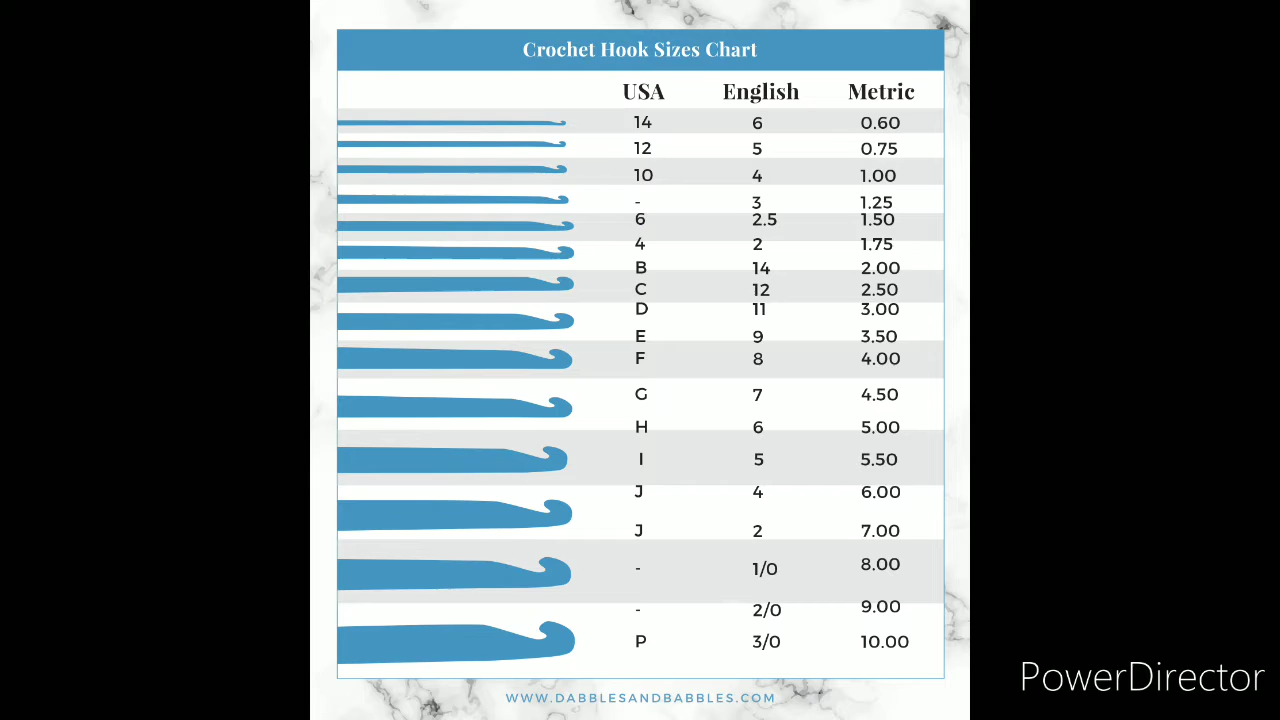 Crochet Hook Sizes Chart
USA English Metric
14 6 0.60
12 5 0.75
10 4 1.00
- 3 1.25
6 2.5 1.50
4 2 1.75
B 14 2.00
C 12 2.50
D 11 3.00
E 9 3.50
F 8 4.00
G 7 4.50
H 6 5.00
I 5 5.50
J 4 6.00
J 2 7.00
- 1/0 8.00
- 2/0 9.00
P 3/0 10.00
WWW.DABBLESANDBABBLES.COM
PowerDirector